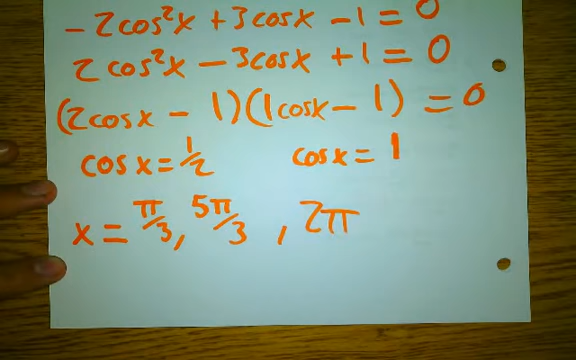 -2cos²x +3cosx -1=0
2cos²x -3cosx +1=0
(2cosx - 1)(1cosx- 1) =0
cosx=1/2 cosx= 1
x= π/3, 5π/3 , 2π